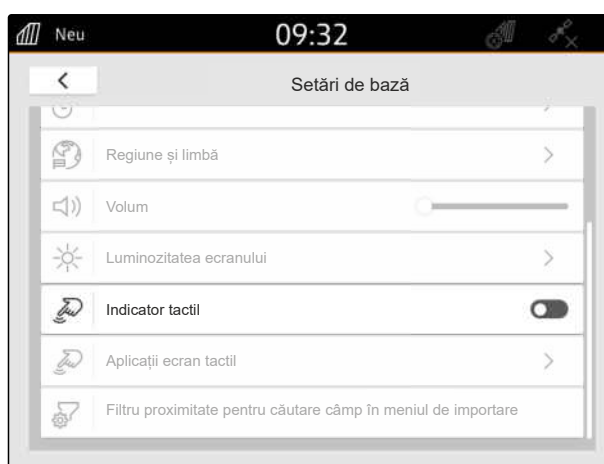 Neu
09:32
Setări de bază
Regiune și limbă
Volum
Luminozitatea ecranului
Indicator tactil
Aplicații ecran tactil
Filtru proximitate pentru căutare câmp în meniul de importare